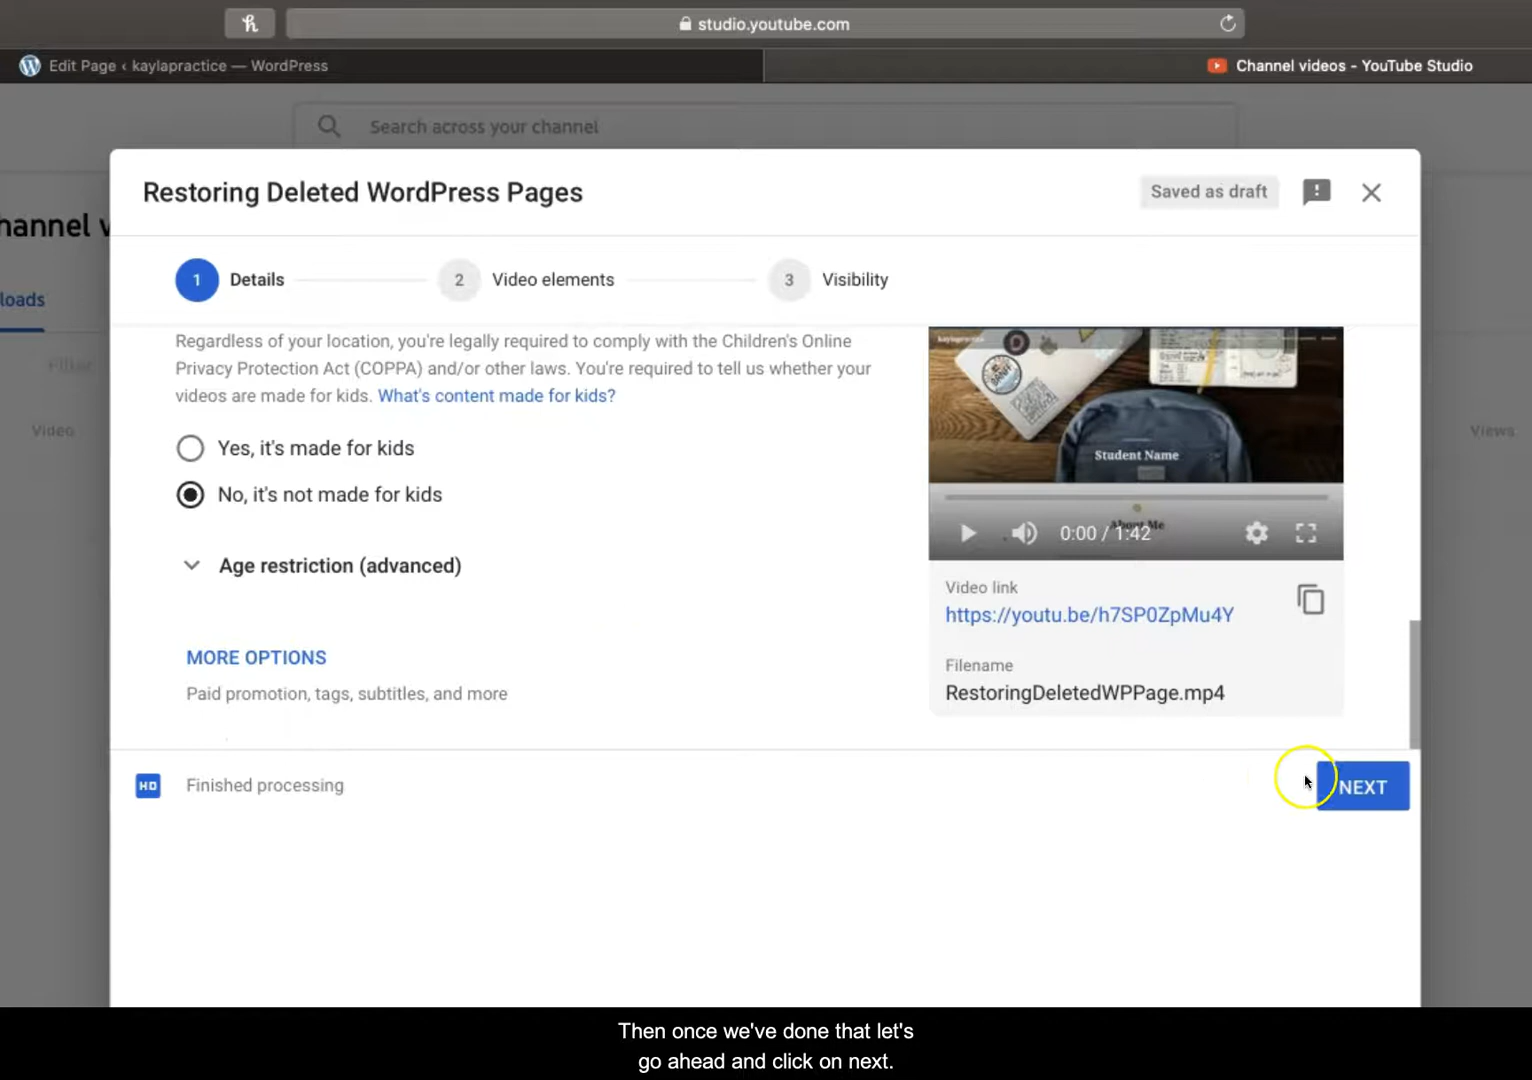 studio.youtube.com
Edit Page ‹ kaylapractice — WordPress
Channel videos - YouTube Studio
Search across your channel
Restoring Deleted WordPress Pages
Saved as draft
hannel v
1 Details
2 Video elements
3 Visibility
loads
Filter
Video
Views
Regardless of your location, you're legally required to comply with the Children's Online
Privacy Protection Act (COPPA) and/or other laws. You're required to tell us whether your
videos are made for kids. What's content made for kids?
Yes, it's made for kids
No, it's not made for kids
Age restriction (advanced)
MORE OPTIONS
Paid promotion, tags, subtitles, and more
kaylapractice
Student Name
About Me
0:00 / 1:42
Video link
https://youtu.be/h7SP0ZpMu4Y
Filename
RestoringDeletedWPPage.mp4
HD Finished processing
NEXT
Then once we've done that let's
go ahead and click on next.